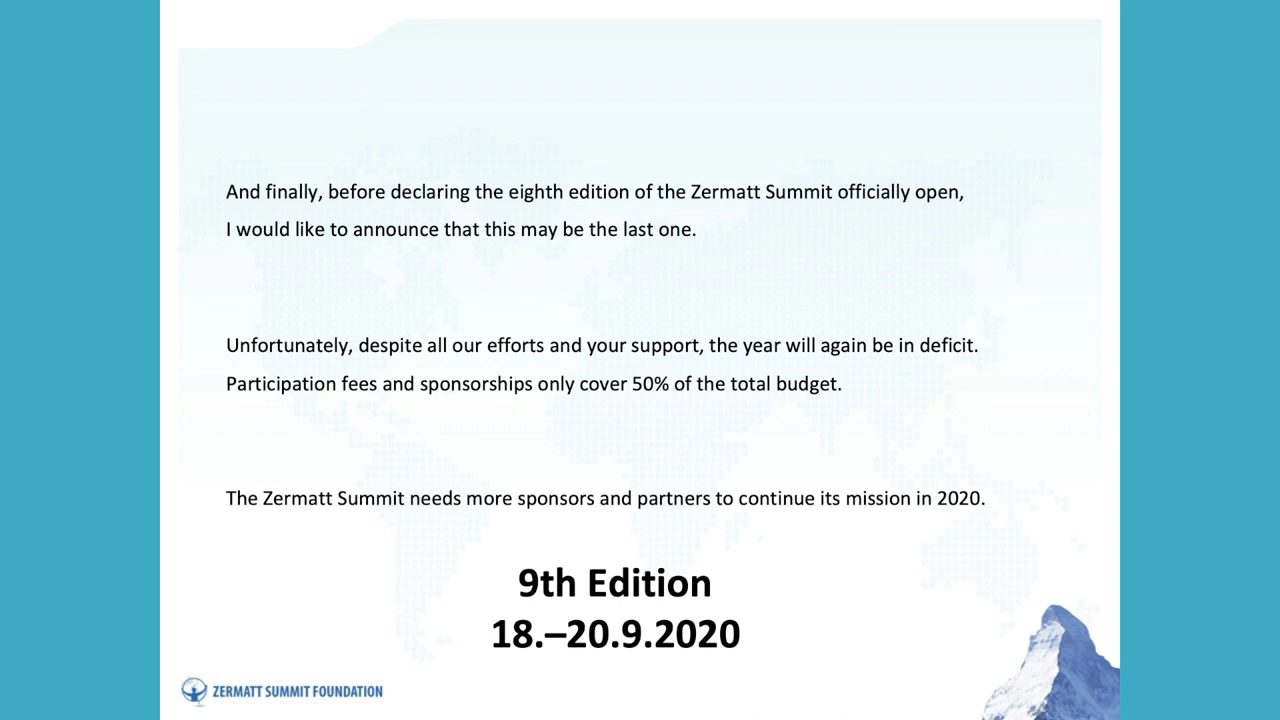 And finally, before declaring the eighth edition of the Zermatt Summit officially open,
I would like to announce that this may be the last one.
Unfortunately, despite all our efforts and your support, the year will again be in deficit.
Participation fees and sponsorships only cover 50% of the total budget.
The Zermatt Summit needs more sponsors and partners to continue its mission in 2020.
9th Edition
18.–20.9.2020
ZERMATT SUMMIT FOUNDATION